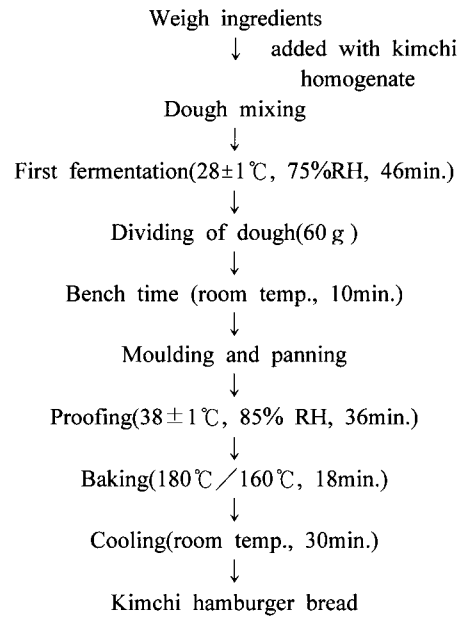 Weigh ingredients
↓ added with kimchi
homogenate
Dough mixing
↓
First fermentation(28±1℃, 75%RH, 46min.)
↓
Dividing of dough(60 g )
↓
Bench time (room temp., 10min.)
↓
Moulding and panning
↓
Proofing(38±1℃, 85% RH, 36min.)
↓
Baking(180℃／160℃, 18min.)
↓
Cooling(room temp., 30min.)
↓
Kimchi hamburger bread